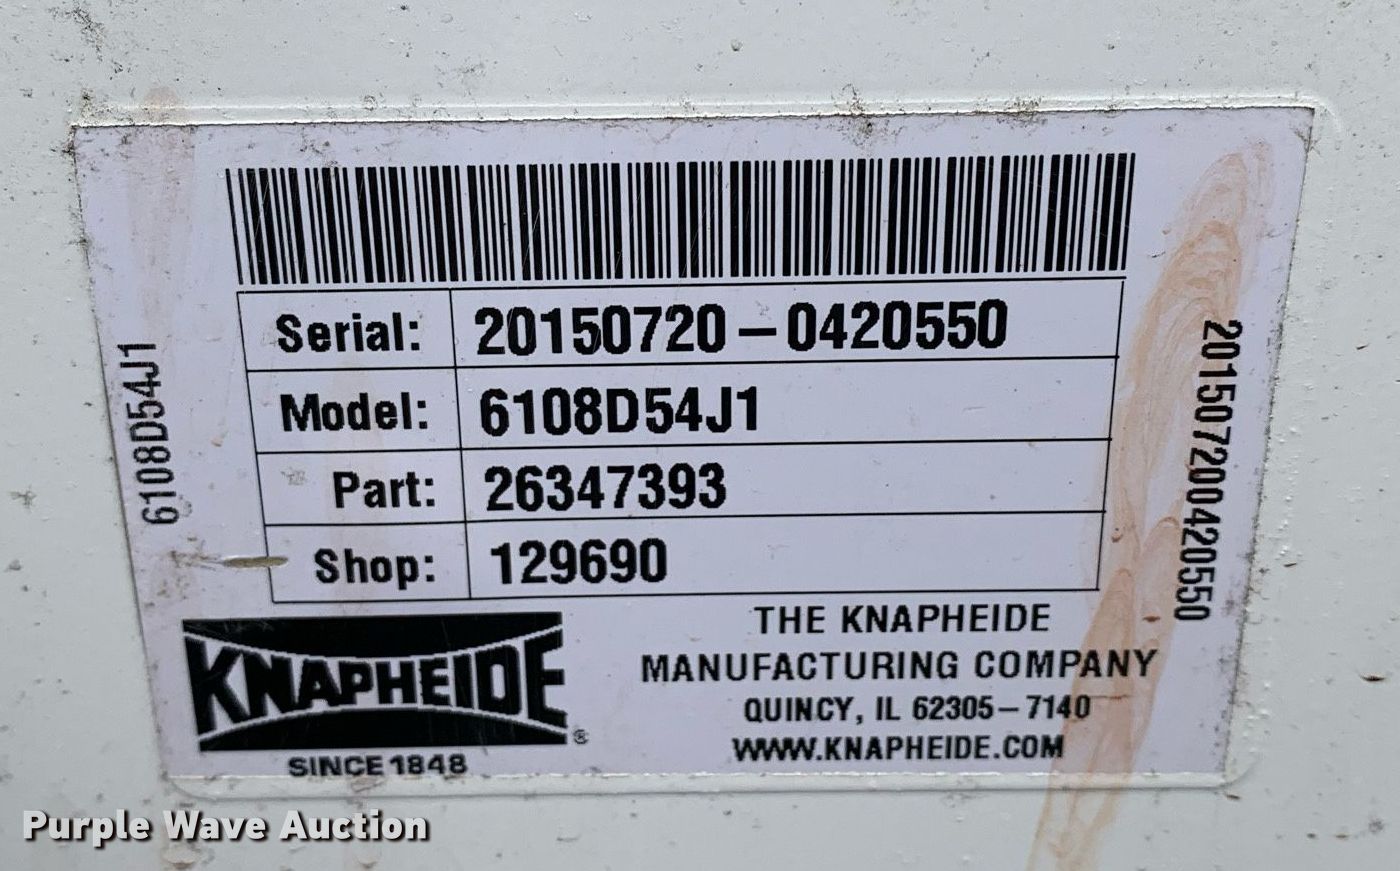 Serial: 20150720-0420550
Model: 6108D54J1
Part: 26347393
Shop: 129690
6108D54J1
201507200420550
KNAPHEIDE®
SINCE 1848
THE KNAPHEIDE
MANUFACTURING COMPANY
QUINCY, IL 62305-7140
WWW.KNAPHEIDE.COM
Purple Wave Auction